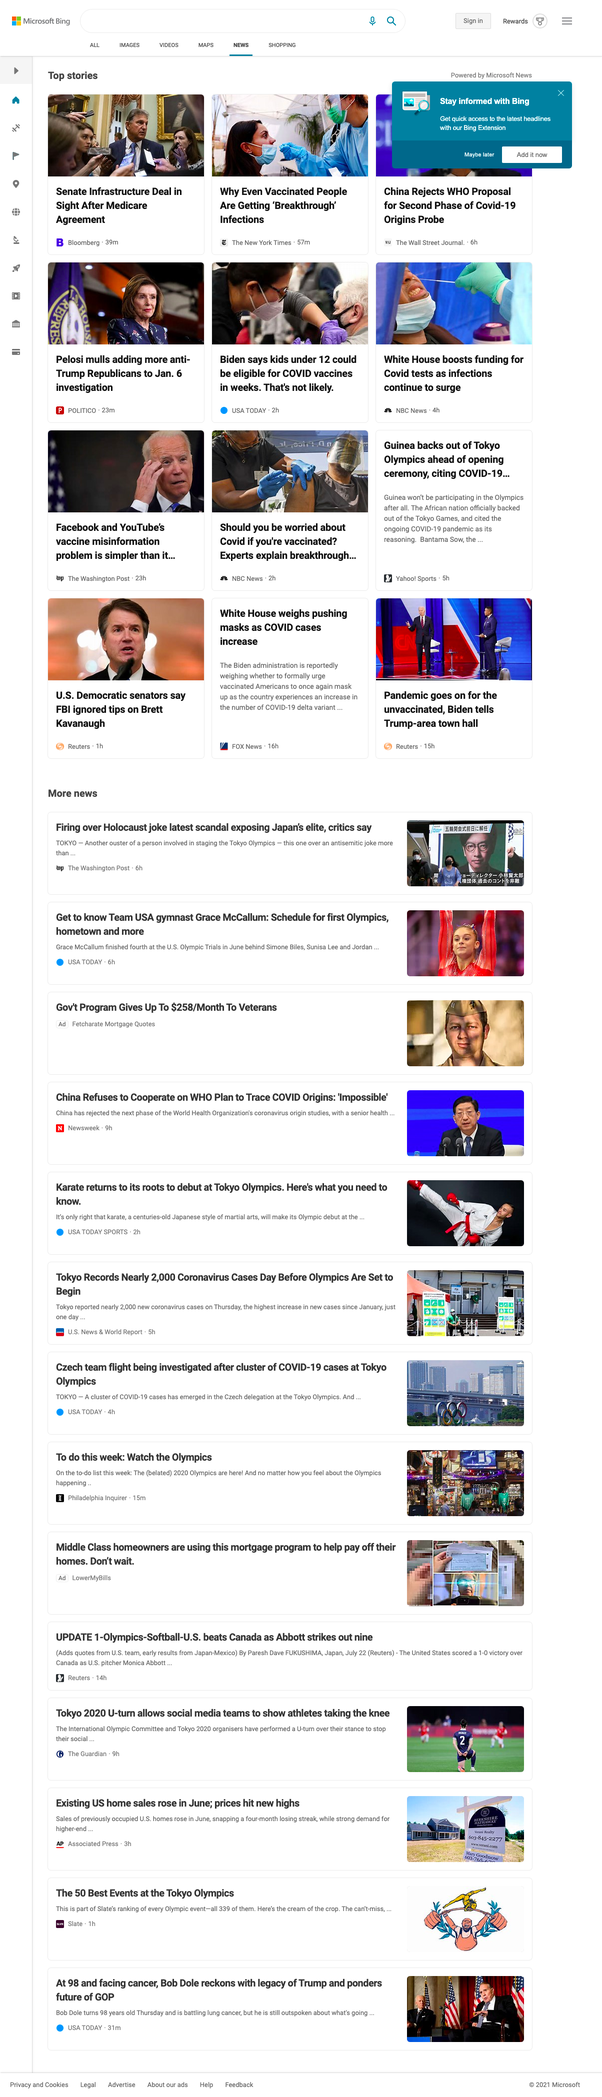 Microsoft Bing
Sign in
Rewards
ALL
IMAGES
VIDEOS
MAPS
NEWS
SHOPPING
Top stories
Powered by Microsoft News
Stay informed with Bing
Get quick access to the latest headlines
with our Bing Extension
Maybe later
Add it now
Senate Infrastructure Deal in
Sight After Medicare
Agreement
Bloomberg · 39m
Why Even Vaccinated People
Are Getting ‘Breakthrough’
Infections
The New York Times · 57m
China Rejects WHO Proposal
for Second Phase of Covid-19
Origins Probe
The Wall Street Journal. · 6h
Pelosi mulls adding more anti-
Trump Republicans to Jan. 6
investigation
POLITICO · 23m
Biden says kids under 12 could
be eligible for COVID vaccines
in weeks. That's not likely.
USA TODAY · 2h
White House boosts funding for
Covid tests as infections
continue to surge
NBC News · 4h
Facebook and YouTube's
vaccine misinformation
problem is simpler than it...
The Washington Post · 23h
Should you be worried about
Covid if you're vaccinated?
Experts explain breakthrough...
NBC News · 2h
Guinea backs out of Tokyo
Olympics ahead of opening
ceremony, citing COVID-19...
Guinea won't be participating in the Olympics
after all. The African nation officially backed
out of the Tokyo Games, and cited the
ongoing COVID-19 pandemic as its
reasoning. Bantama Sow, the ...
Yahoo! Sports · 5h
U.S. Democratic senators say
FBI ignored tips on Brett
Kavanaugh
Reuters · 1h
White House weighs pushing
masks as COVID cases
increase
The Biden administration is reportedly
weighing whether to formally urge
vaccinated Americans to once again mask
up as the country experiences an increase in
the number of COVID-19 delta variant ...
FOX News · 16h
Pandemic goes on for the
unvaccinated, Biden tells
Trump-area town hall
Reuters · 15h
More news
Firing over Holocaust joke latest scandal exposing Japan's elite, critics say
TOKYO — Another ouster of a person involved in staging the Tokyo Olympics — this one over an antisemitic joke more
than ...
The Washington Post · 6h
Get to know Team USA gymnast Grace McCallum: Schedule for first Olympics,
hometown and more
Grace McCallum finished fourth at the U.S. Olympic Trials in June behind Simone Biles, Sunisa Lee and Jordan ...
USA TODAY · 6h
Gov't Program Gives Up To $258/Month To Veterans
Ad Fetcharate Mortgage Quotes
China Refuses to Cooperate on WHO Plan to Trace COVID Origins: 'Impossible'
China has rejected the next phase of the World Health Organization's coronavirus origin studies, with a senior health ...
Newsweek · 9h
Karate returns to its roots to debut at Tokyo Olympics. Here's what you need to
know.
It's only right that karate, a centuries-old Japanese style of martial arts, will make its Olympic debut at the ...
USA TODAY SPORTS · 2h
Tokyo Records Nearly 2,000 Coronavirus Cases Day Before Olympics Are Set to
Begin
Tokyo reported nearly 2,000 new coronavirus cases on Thursday, the highest increase in new cases since January, just
one day ...
U.S. News & World Report · 5h
Czech team flight being investigated after cluster of COVID-19 cases at Tokyo
Olympics
TOKYO — A cluster of COVID-19 cases has emerged in the Czech delegation at the Tokyo Olympics. And ...
USA TODAY · 4h
To do this week: Watch the Olympics
On the to-do list this week: The (belated) 2020 Olympics are here! And no matter how you feel about the Olympics
happening ..
Philadelphia Inquirer · 15m
Middle Class homeowners are using this mortgage program to help pay off their
homes. Don't wait.
Ad LowerMyBills
UPDATE 1-Olympics-Softball-U.S. beats Canada as Abbott strikes out nine
(Adds quotes from U.S. team, early results from Japan-Mexico) By Paresh Dave FUKUSHIMA, Japan, July 22 (Reuters) - The United States scored a 1-0 victory over
Canada as U.S. pitcher Monica Abbott ...
Reuters · 14h
Tokyo 2020 U-turn allows social media teams to show athletes taking the knee
The International Olympic Committee and Tokyo 2020 organisers have performed a U-turn over their stance to stop
their social ...
The Guardian · 9h
Existing US home sales rose in June; prices hit new highs
Sales of previously occupied U.S. homes rose in June, snapping a four-month losing streak, while strong demand for
higher-end ...
Associated Press · 3h
The 50 Best Events at the Tokyo Olympics
This is part of Slate's ranking of every Olympic event—all 339 of them. Here's the cream of the crop. The can't-miss, ...
Slate · 1h
At 98 and facing cancer, Bob Dole reckons with legacy of Trump and ponders
future of GOP
Bob Dole turns 98 years old Thursday and is battling lung cancer, but he is still outspoken about what's going ...
USA TODAY · 31m
Privacy and Cookies
Legal
Advertise
About our ads
Help
Feedback
© 2021 Microsoft